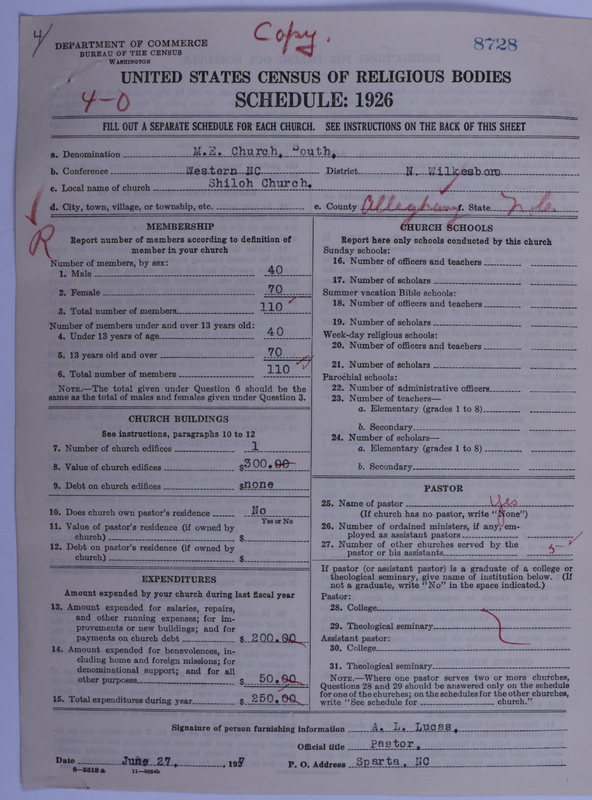 4/
Copy.
8728
DEPARTMENT OF COMMERCE
BUREAU OF THE CENSUS
WASHINGTON
UNITED STATES CENSUS OF RELIGIOUS BODIES
4-0
SCHEDULE: 1926
FILL OUT A SEPARATE SCHEDULE FOR EACH CHURCH. SEE INSTRUCTIONS ON THE BACK OF THIS SHEET
a. Denomination M.E. Church, South,
b. Conference Western NC District N. Wilkesboro
c. Local name of church Shiloh Church.
d. City, town, village, or township, etc. e. County Alleghany f. State N.C.
R
MEMBERSHIP
Report number of members according to definition of
member in your church
Number of members, by sex:
1. Male 40
2. Female 70
3. Total number of members 110
Number of members under and over 13 years old:
4. Under 13 years of age 40
5. 13 years old and over 70
6. Total number of members 110
NOTE.—The total given under Question 6 should be the
same as the total of males and females given under Question 3.
CHURCH BUILDINGS
See instructions, paragraphs 10 to 12
7. Number of church edifices 1
8. Value of church edifices $300.00
9. Debt on church edifices $none
10. Does church own pastor's residence No
Yes or No
11. Value of pastor's residence (if owned by
church) $
12. Debt on pastor's residence (if owned by
church) $
EXPENDITURES
Amount expended by your church during last fiscal year
13. Amount expended for salaries, repairs,
and other running expenses; for im-
provements or new buildings; and for
payments on church debt $ 200.00
14. Amount expended for benevolences, in-
cluding home and foreign missions; for
denominational support; and for all
other purposes $ 50.00
15. Total expenditures during year $ 250.00
CHURCH SCHOOLS
Report here only schools conducted by this church
Sunday schools:
16. Number of officers and teachers
17. Number of scholars
Summer vacation Bible schools:
18. Number of officers and teachers
19. Number of scholars
Week-day religious schools:
20. Number of officers and teachers
21. Number of scholars
Parochial schools:
22. Number of administrative officers
23. Number of teachers—
a. Elementary (grades 1 to 8)
b. Secondary
24. Number of scholars—
a. Elementary (grades 1 to 8)
b. Secondary
PASTOR
25. Name of pastor Yes
(If church has no pastor, write "None")
26. Number of ordained ministers, if any, em-
ployed as assistant pastors
27. Number of other churches served by the
pastor or his assistants 5
If pastor (or assistant pastor) is a graduate of a college or
theological seminary, give name of institution below. (If
not a graduate, write "No" in the space indicated.)
Pastor:
28. College
29. Theological seminary
Assistant pastor:
30. College
31. Theological seminary
NOTE.—Where one pastor serves two or more churches,
Questions 28 and 29 should be answered only on the schedule
for one of the churches; on the schedules for the other churches,
write "See schedule for church."
Signature of person furnishing information A. L. Lucas,
Official title Pastor,
Date June 27, 1927 P. O. Address Sparta, NC
8-5518 a 11-9054b